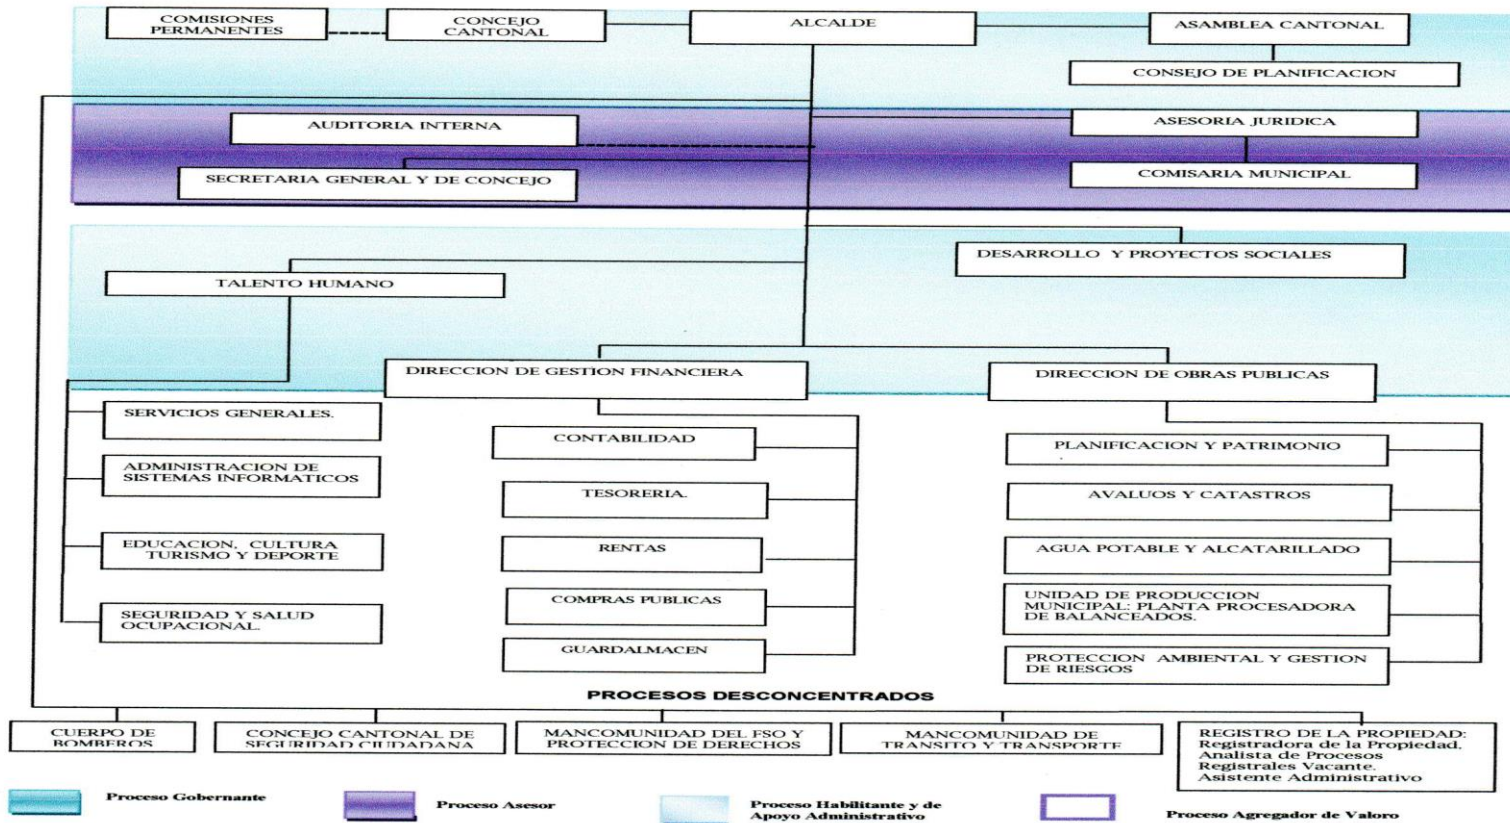 COMISIONES
PERMANENTES
CONCEJO
CANTONAL
ALCALDE
ASAMBLEA CANTONAL
CONSEJO DE PLANIFICACION
AUDITORIA INTERNA
ASESORIA JURIDICA
SECRETARIA GENERAL Y DE CONCEJO
COMISARIA MUNICIPAL
DESARROLLO Y PROYECTOS SOCIALES
TALENTO HUMANO
DIRECCION DE GESTION FINANCIERA
DIRECCION DE OBRAS PUBLICAS
SERVICIOS GENERALES.
ADMINISTRACION DE
SISTEMAS INFORMATICOS
EDUCACION, CULTURA
TURISMO Y DEPORTE
SEGURIDAD Y SALUD
OCUPACIONAL.
CONTABILIDAD
TESORERIA.
RENTAS
COMPRAS PUBLICAS
GUARDALMACEN
PLANIFICACION Y PATRIMONIO
AVALUOS Y CATASTROS
AGUA POTABLE Y ALCATARILLADO
UNIDAD DE PRODUCCION
MUNICIPAL: PLANTA PROCESADORA
DE BALANCEADOS.
PROTECCION AMBIENTAL Y GESTION
DE RIESGOS
PROCESOS DESCONCENTRADOS
CUERPO DE
BOMBEROS
CONCEJO CANTONAL DE
SEGURIDAD CIUDADANA
MANCOMUNIDAD DEL FSO Y
PROTECCION DE DERECHOS
MANCOMUNIDAD DE
TRANSITO Y TRANSPORTE
REGISTRO DE LA PROPIEDAD:
Registradora de la Propiedad.
Analista de Procesos
Registrales Vacante.
Asistente Administrativo
Proceso Gobernante
Proceso Asesor
Proceso Habilitante y de
Apoyo Administrativo
Proceso Agregador de Valoro